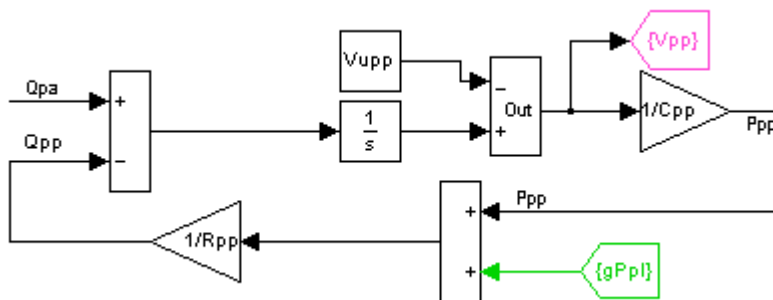 {Vpp}
Vupp
Qpa
+
−
Out
1/Cpp
Ppp
Qpp
−
1
s
+
Ppp
+
1/Rpp
+
{gPpl}